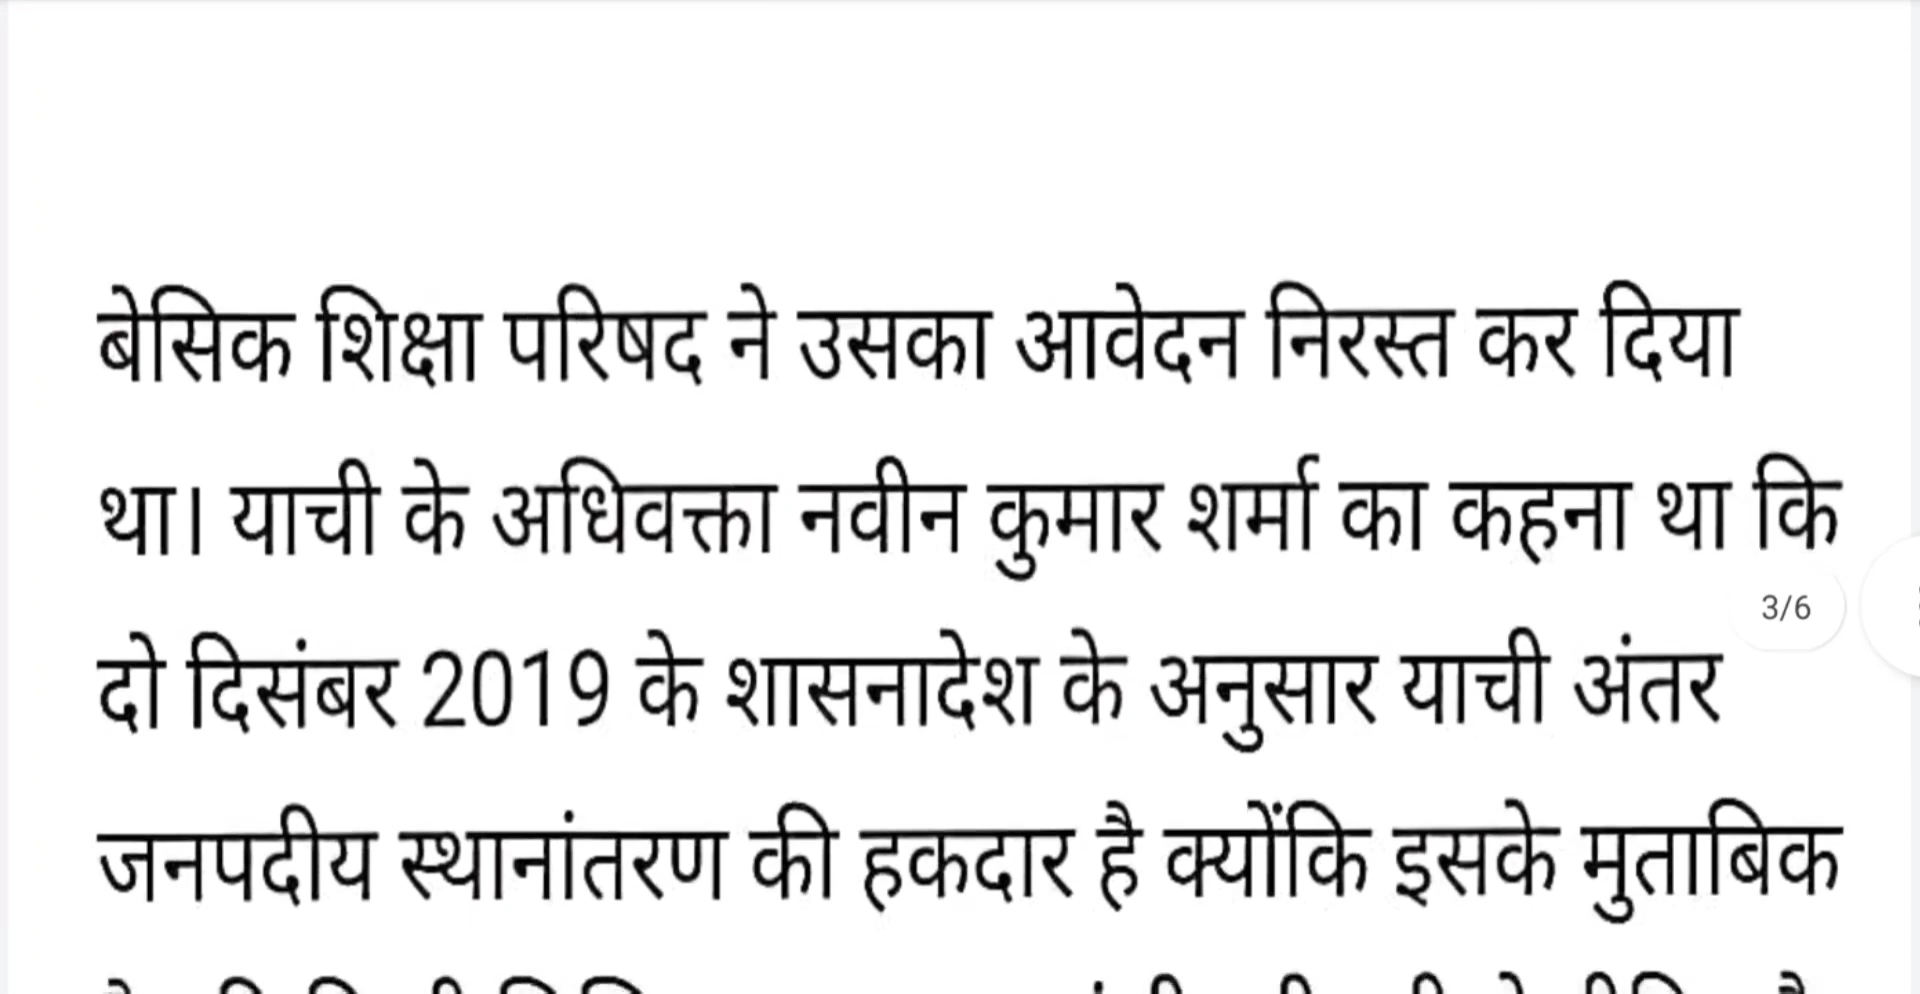 बेसिक शिक्षा परिषद ने उसका आवेदन निरस्त कर दिया
था। याची के अधिवक्ता नवीन कुमार शर्मा का कहना था कि
3/6
दो दिसंबर 2019 के शासनादेश के अनुसार याची अंतर
जनपदीय स्थानांतरण की हकदार है क्योंकि इसके मुताबिक